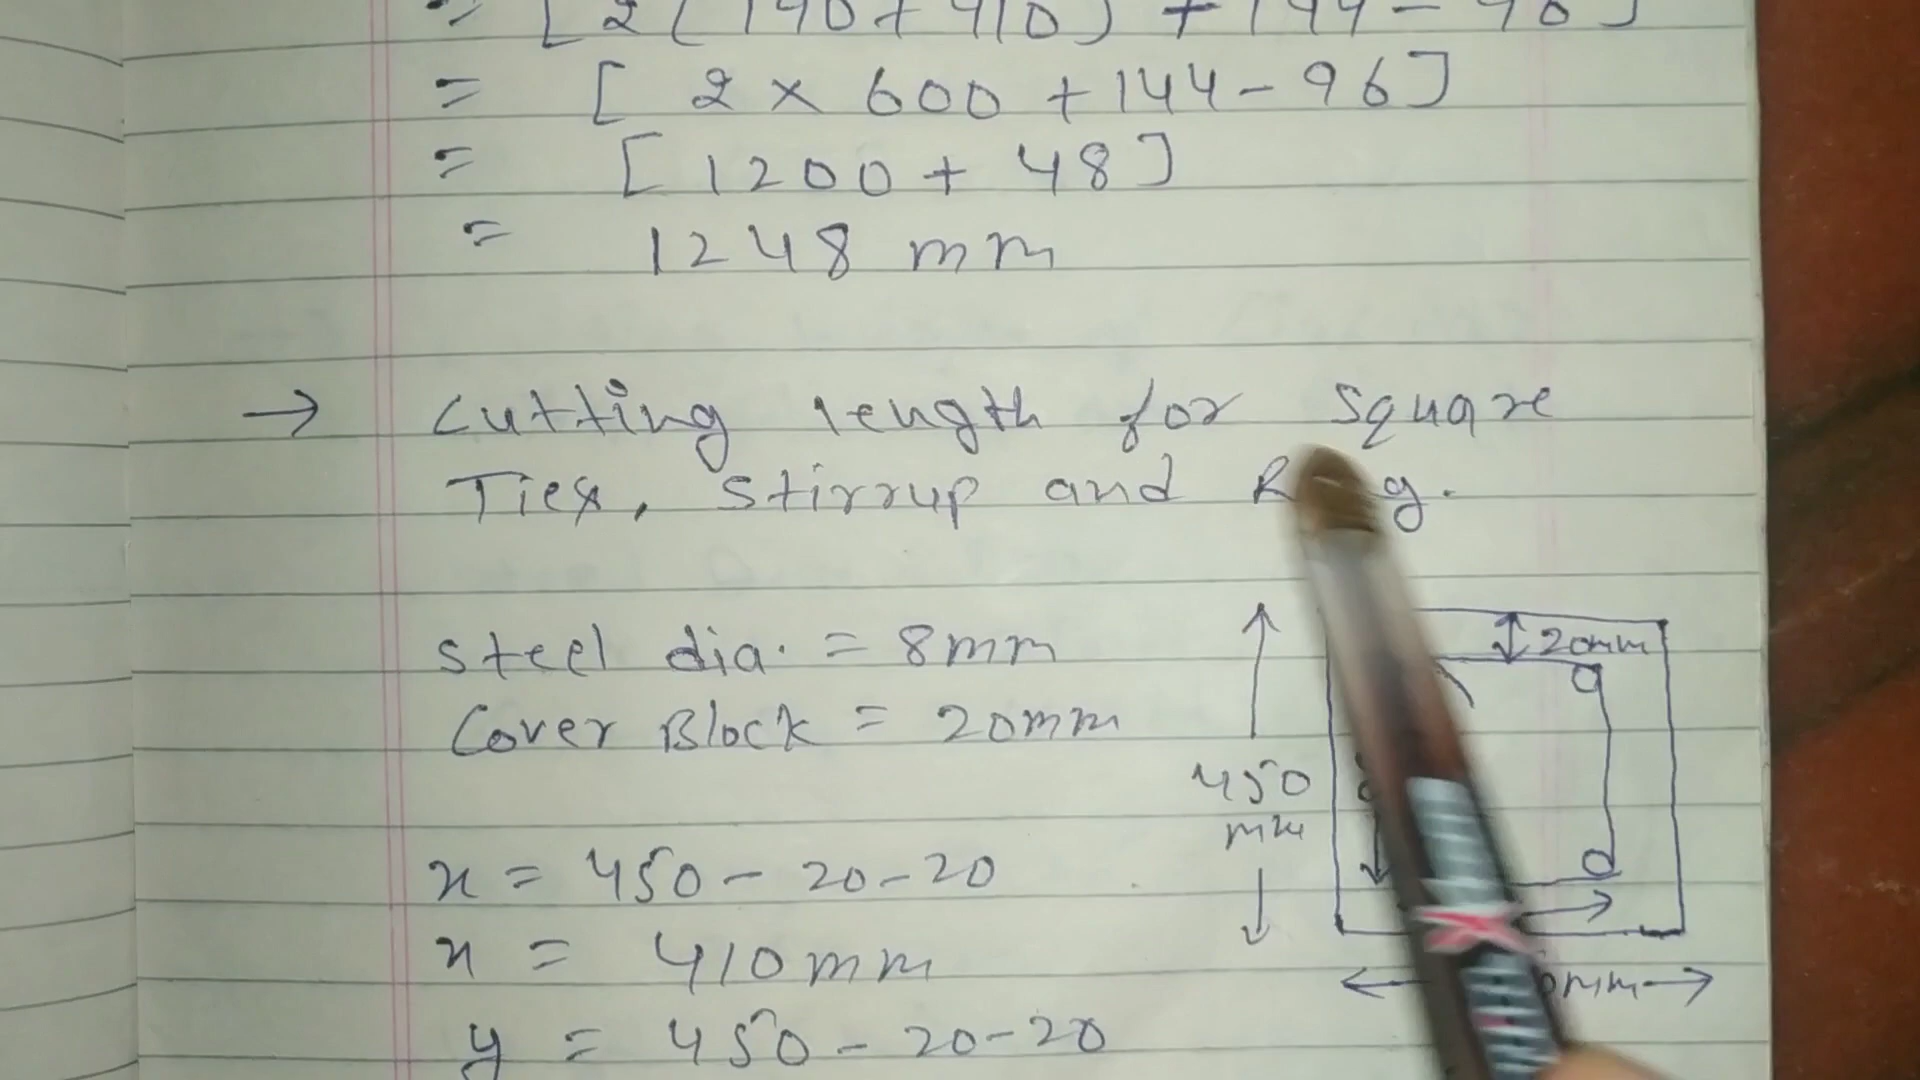 = [ 2 × 600 + 144 - 96 ]
= [ 1200 + 48 ]
= 1248 mm
→ Cutting length for square
Ties, stirrup and
steel dia. = 8mm
Cover Block = 20mm
20mm
450
mm
x = 450 - 20 - 20
x = 410mm
y = 450 - 20 - 20